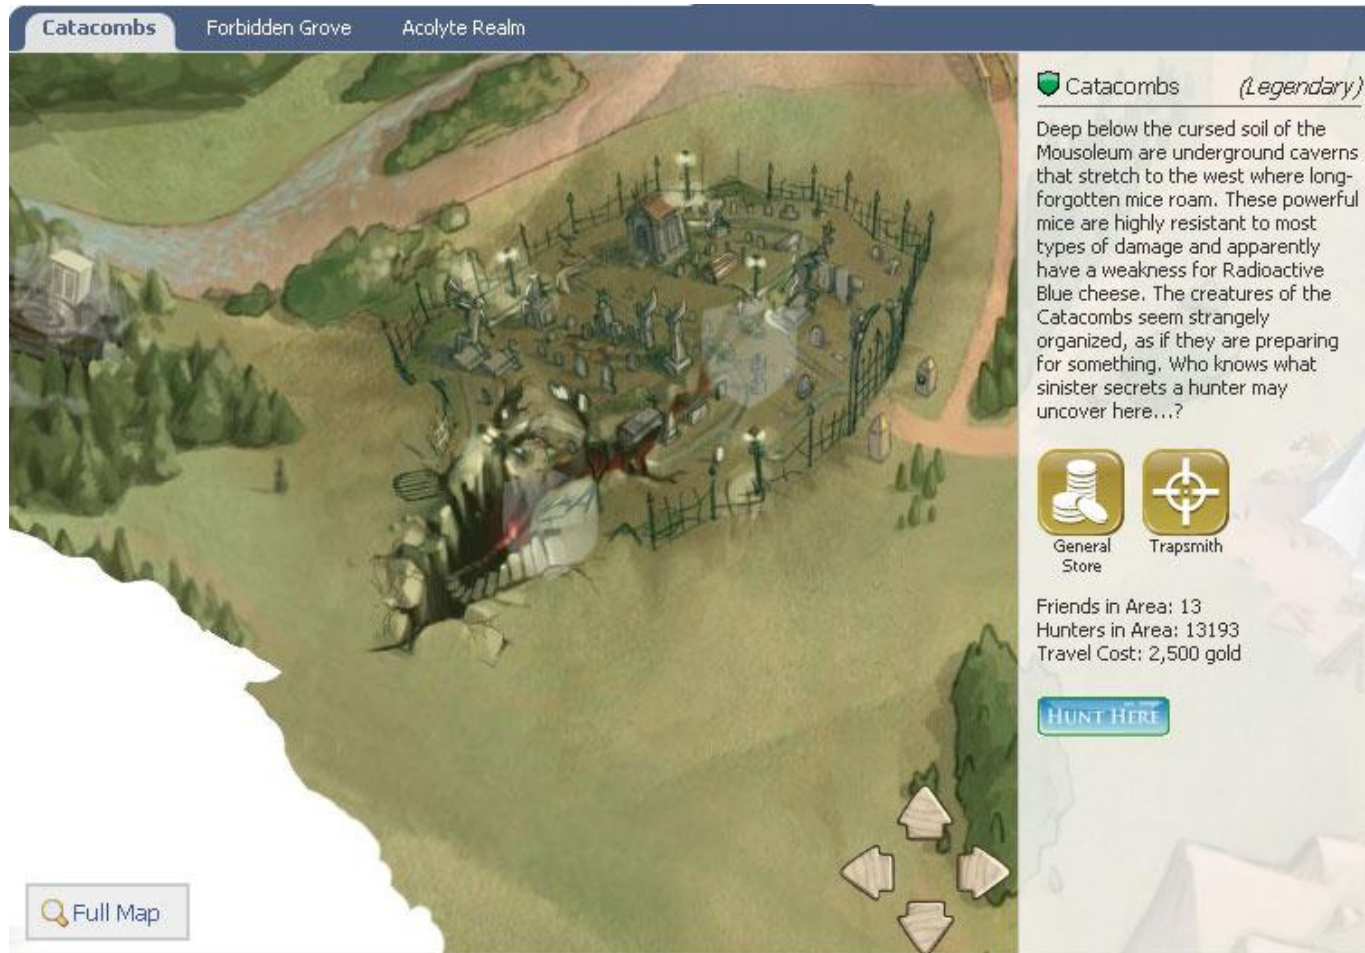 Catacombs Forbidden Grove Acolyte Realm
Catacombs (Legendary)
Deep below the cursed soil of the
Mousoleum are underground caverns
that stretch to the west where long-
forgotten mice roam. These powerful
mice are highly resistant to most
types of damage and apparently
have a weakness for Radioactive
Blue cheese. The creatures of the
Catacombs seem strangely
organized, as if they are preparing
for something. Who knows what
sinister secrets a hunter may
uncover here...?
General
Store
Trapsmith
Friends in Area: 13
Hunters in Area: 13193
Travel Cost: 2,500 gold
HUNT HERE
Full Map